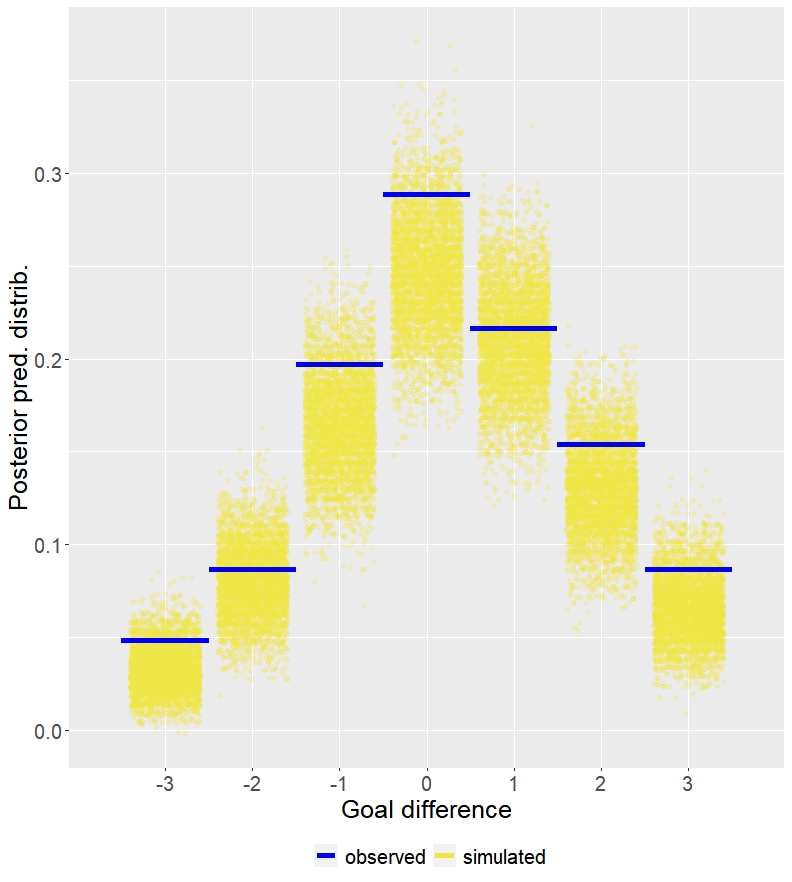 Posterior pred. distrib.
0.3
0.2
0.1
0.0
-3 -2 -1 0 1 2 3
Goal difference
observed simulated